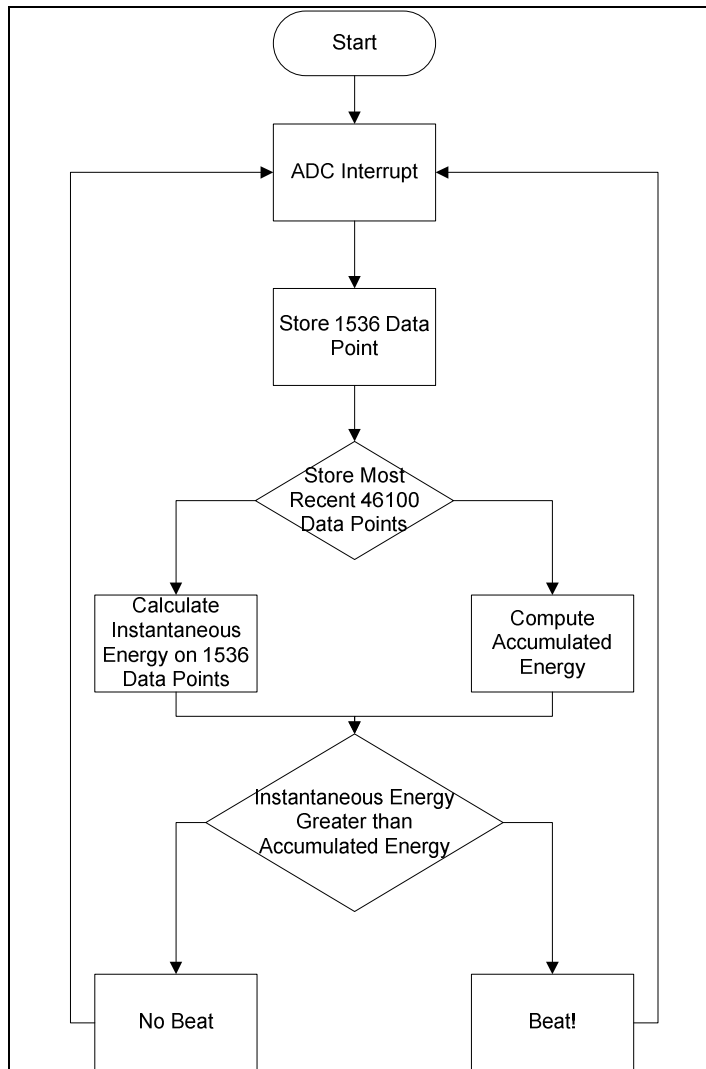 Start
ADC Interrupt
Store 1536 Data
Point
Store Most
Recent 46100
Data Points
Calculate
Instantaneous
Energy on 1536
Data Points
Compute
Accumulated
Energy
Instantaneous Energy
Greater than
Accumulated Energy
No Beat
Beat!